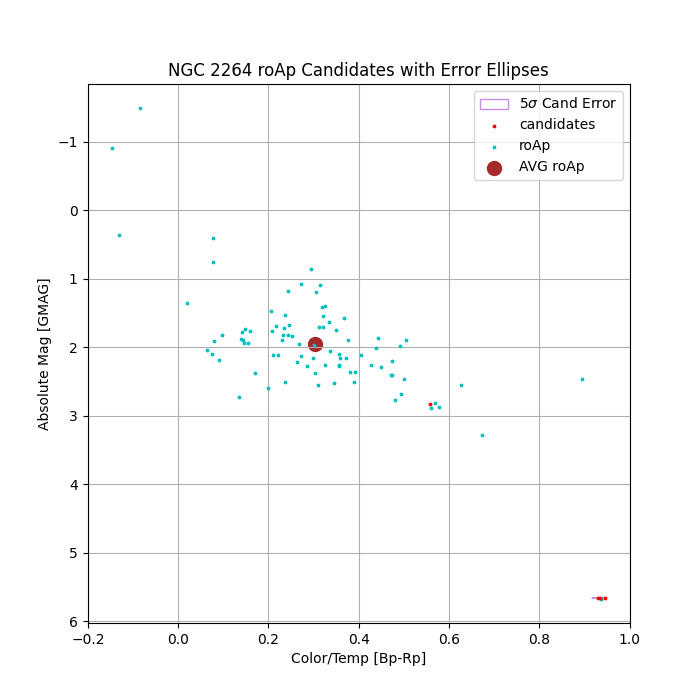 NGC 2264 roAp Candidates with Error Ellipses
5σ Cand Error
candidates
roAp
AVG roAp
Absolute Mag [GMAG]
−1
0
1
2
3
4
5
6
−0.2 0.0 0.2 0.4 0.6 0.8 1.0
Color/Temp [Bp-Rp]